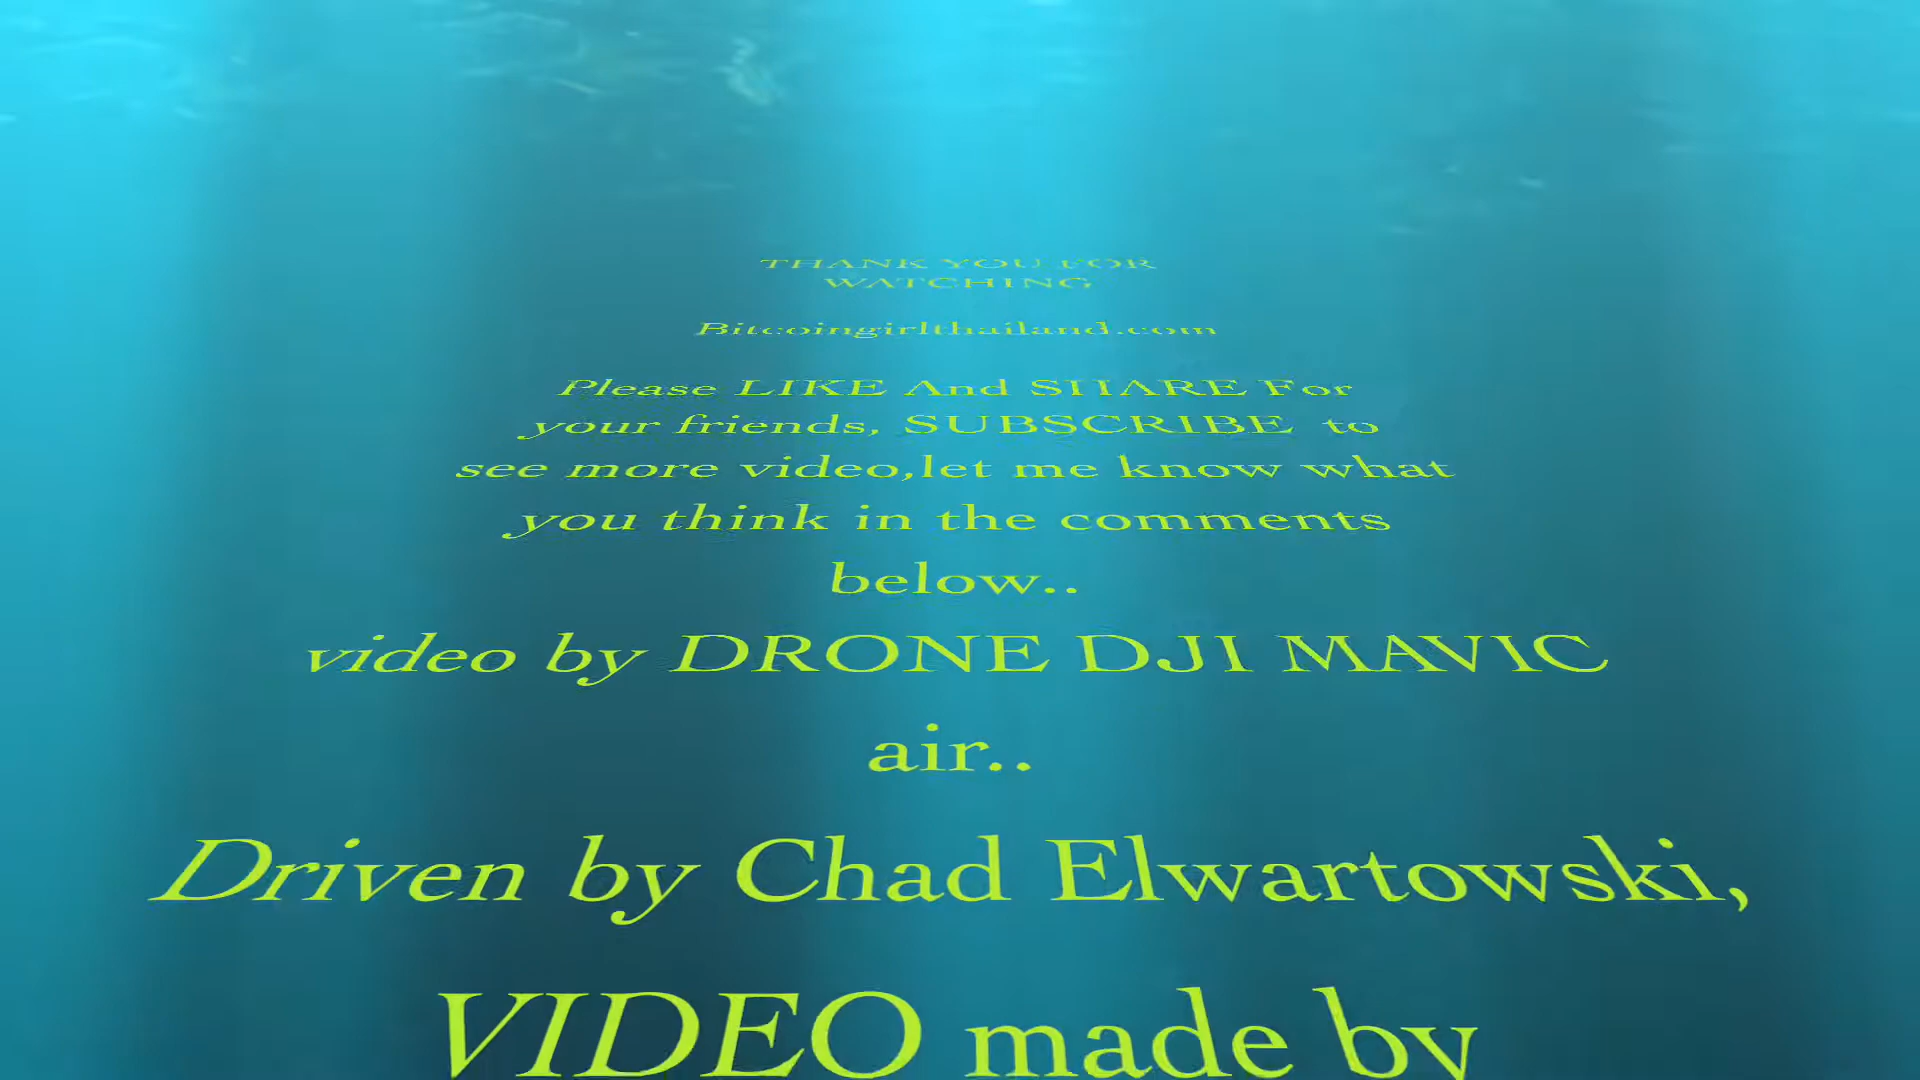 THANK YOU FOR
WATCHING
Bitcoingirlthailand.com
Please LIKE And SHARE For
your friends, SUBSCRIBE to
see more video,let me know what
you think in the comments
below..
video by DRONE DJI MAVIC
air..
Driven by Chad Elwartowski,
VIDEO made by